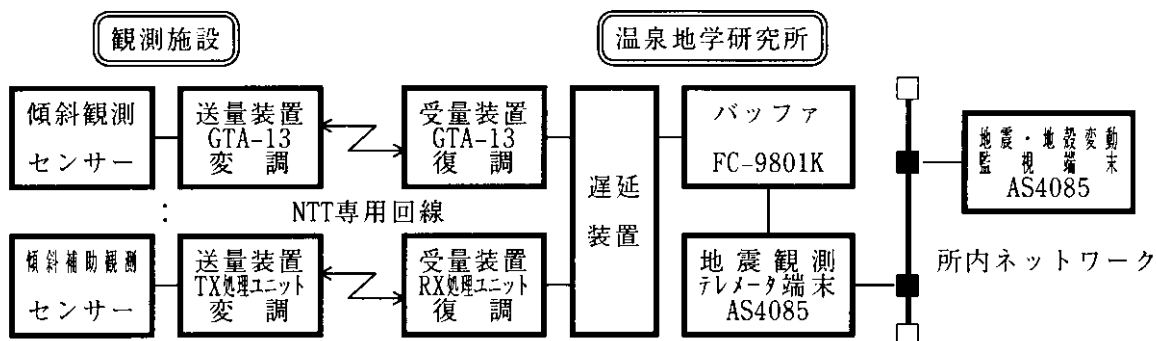 観測施設
温泉地学研究所
傾斜観測
センサー
送量装置
GTA-13
変調
受量装置
GTA-13
復調
遅延
装置
バッファ
FC-9801K
地震・地殻変動
監視端末
AS4085
:
NTT専用回線
傾斜補助観測
センサー
送量装置
TX処理ユニット
変調
受量装置
RX処理ユニット
復調
地震観測
テレメータ端末
AS4085
所内ネットワーク